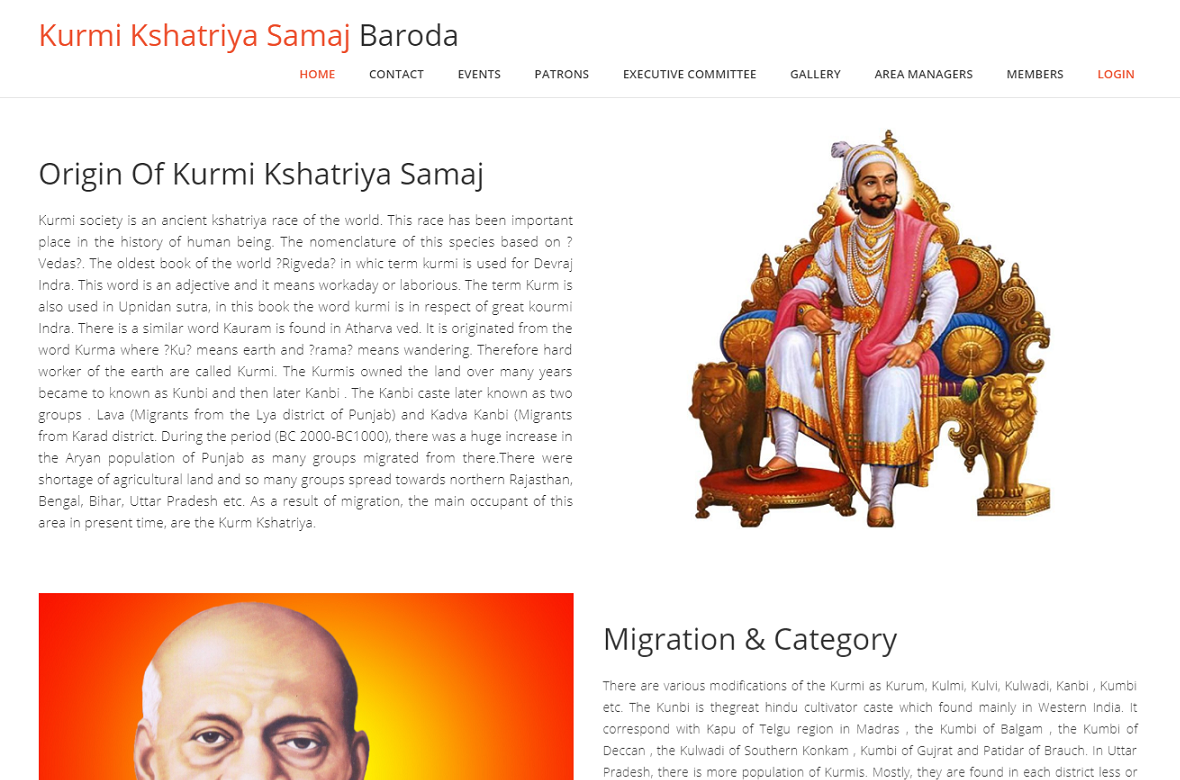 Kurmi Kshatriya Samaj Baroda
HOME CONTACT EVENTS PATRONS EXECUTIVE COMMITTEE GALLERY AREA MANAGERS MEMBERS LOGIN
Origin Of Kurmi Kshatriya Samaj
Kurmi society is an ancient kshatriya race of the world. This race has been important
place in the history of human being. The nomenclature of this species based on ?
Vedas?. The oldest book of the world ?Rigveda? in whic term kurmi is used for Devraj
Indra. This word is an adjective and it means workaday or laborious. The term Kurm is
also used in Upnidan sutra, in this book the word kurmi is in respect of great kourmi
Indra. There is a similar word Kauram is found in Atharva ved. It is originated from the
word Kurma where ?Ku? means earth and ?rama? means wandering. Therefore hard
worker of the earth are called Kurmi. The Kurmis owned the land over many years
became to known as Kunbi and then later Kanbi . The Kanbi caste later known as two
groups . Lava (Migrants from the Lya district of Punjab) and Kadva Kanbi (Migrants
from Karad district. During the period (BC 2000-BC1000), there was a huge increase in
the Aryan population of Punjab as many groups migrated from there.There were
shortage of agricultural land and so many groups spread towards northern Rajasthan,
Bengal, Bihar, Uttar Pradesh etc. As a result of migration, the main occupant of this
area in present time, are the Kurm Kshatriya.
Migration & Category
There are various modifications of the Kurmi as Kurum, Kulmi, Kulvi, Kulwadi, Kanbi , Kumbi
etc. The Kunbi is thegreat hindu cultivator caste which found mainly in Western India. It
correspond with Kapu of Telgu region in Madras , the Kumbi of Balgam , the Kumbi of
Deccan , the Kulwadi of Southern Konkam , Kumbi of Gujrat and Patidar of Brauch. In Uttar
Pradesh, there is more population of Kurmis. Mostly, they are found in each district less or